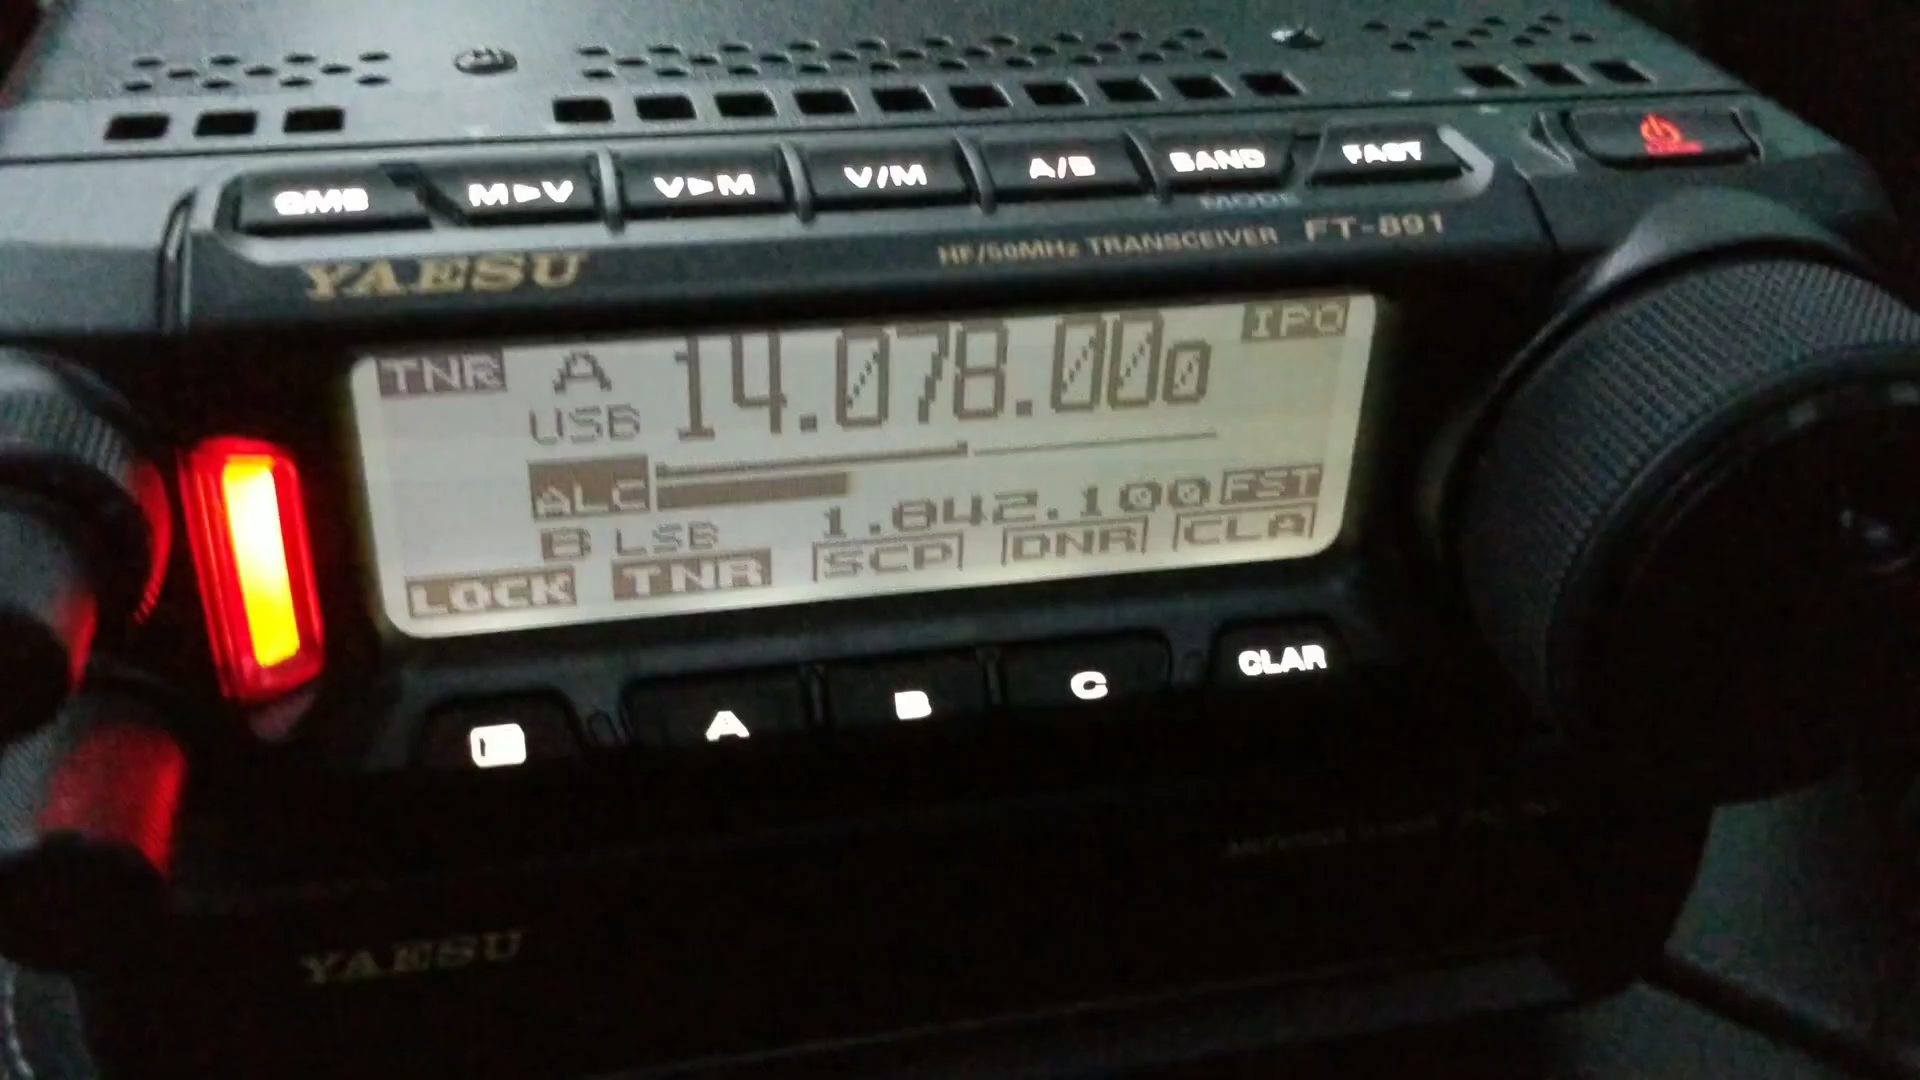 QMB M▶V V▶M V/M A/B BAND FAST
MODE
YAESU HF/50MHz TRANSCEIVER FT-891
TNR A 14.078.000 IPO
USB
ALC
B LSB 1.842.100 FST
LOCK TNR SCP DNR CLA
A B C CLAR
YAESU